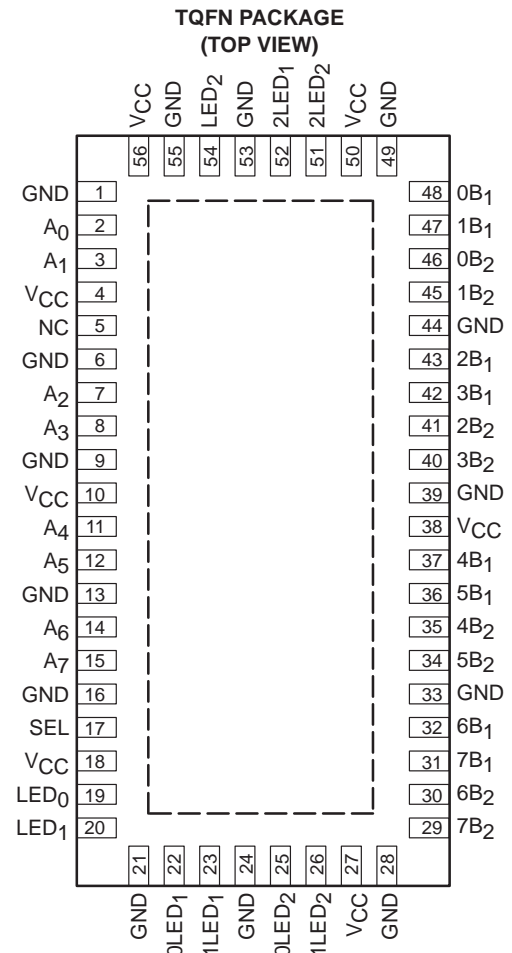 TQFN PACKAGE
(TOP VIEW)
VCC GND LED2 GND 2LED1 2LED2 VCC GND
56 55 54 53 52 51 50 49
GND 1 48 0B1
A0 2 47 1B1
A1 3 46 0B2
VCC 4 45 1B2
NC 5 44 GND
GND 6 43 2B1
A2 7 42 3B1
A3 8 41 2B2
GND 9 40 3B2
VCC 10 39 GND
A4 11 38 VCC
A5 12 37 4B1
GND 13 36 5B1
A6 14 35 4B2
A7 15 34 5B2
GND 16 33 GND
SEL 17 32 6B1
VCC 18 31 7B1
LED0 19 30 6B2
LED1 20 29 7B2
21 22 23 24 25 26 27 28
GND 0LED1 1LED1 GND 0LED2 1LED2 VCC GND